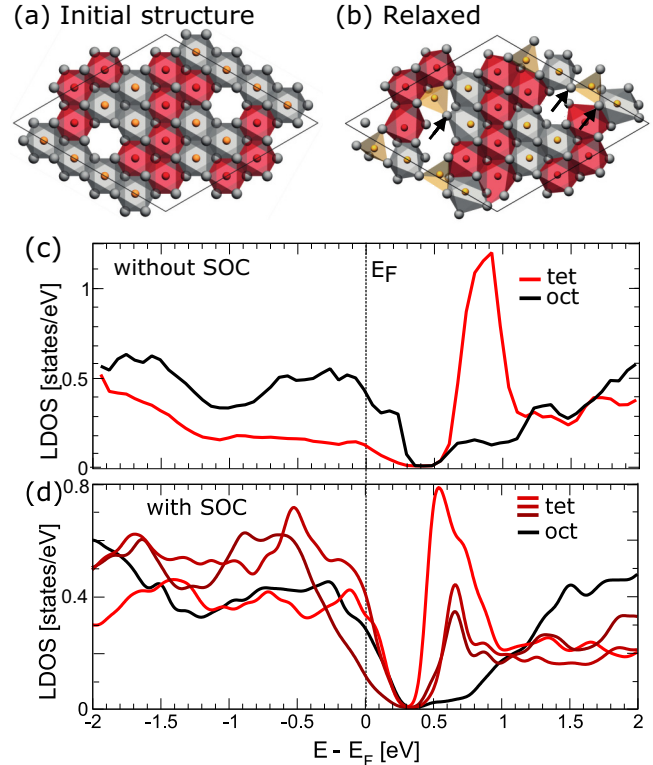 (a) Initial structure
(b) Relaxed
(c)
without SOC
E_F
tet
oct
LDOS [states/eV]
1
0.5
0
(d)
with SOC
tet
oct
LDOS [states/eV]
0.8
0.4
0
-2 -1.5 -1 -0.5 0 0.5 1 1.5 2
E - E_F [eV]